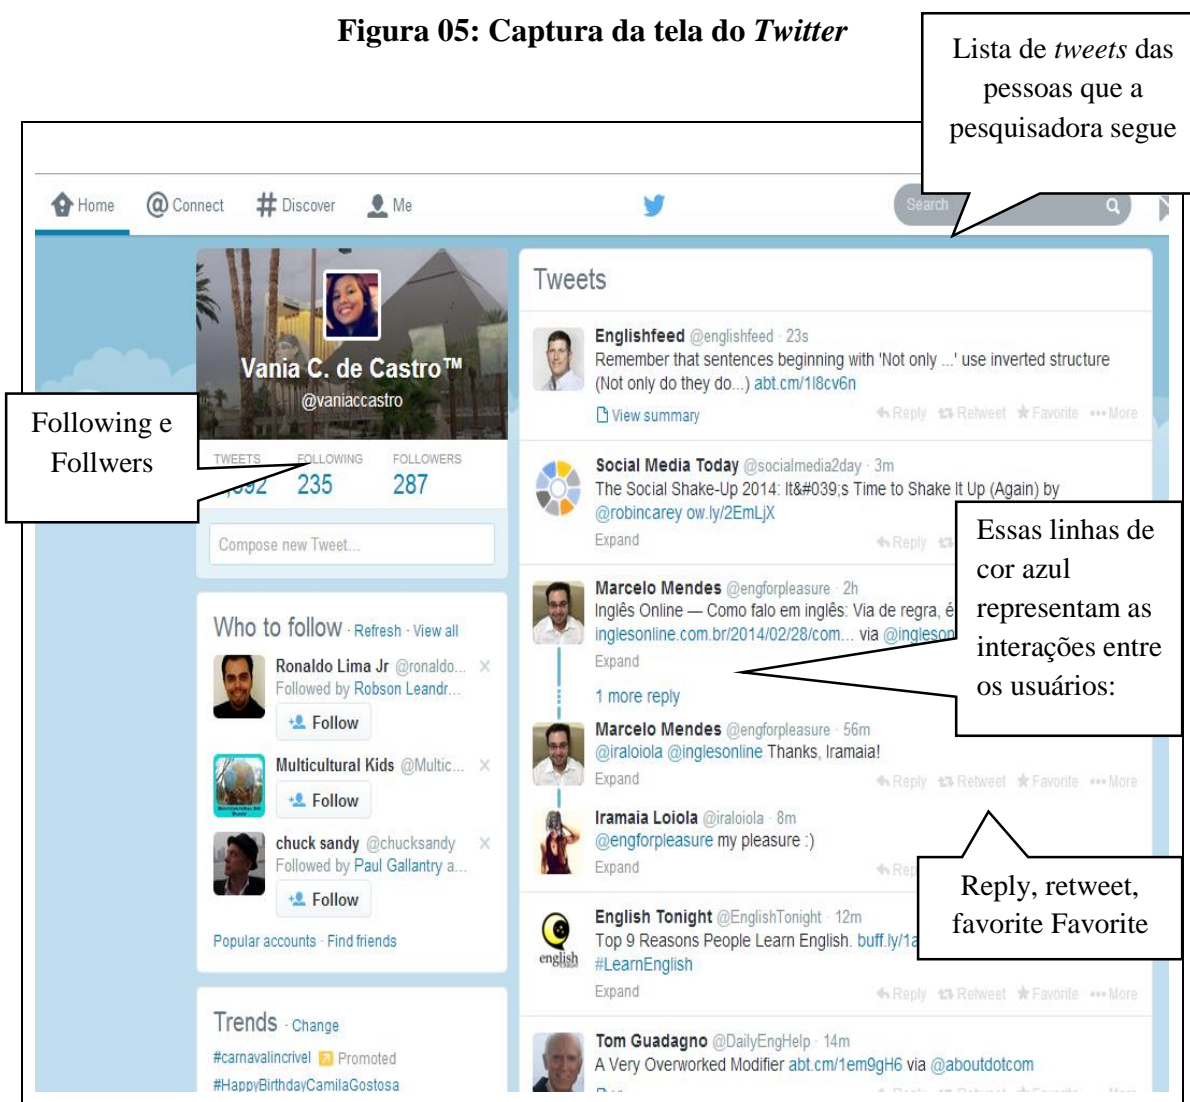 Figura 05: Captura da tela do Twitter
Lista de tweets das
pessoas que a
pesquisadora segue
Home
Connect
Discover
Me
Search
Vania C. de Castro™
@vaniaccastro
Following e
Follwers
TWEETS FOLLOWING FOLLOWERS
235 287
Compose new Tweet...
Who to follow · Refresh · View all
Ronaldo Lima Jr @ronaldo...
Followed by Robson Leandr...
Follow
Multicultural Kids @Multic...
Follow
chuck sandy @chucksandy
Followed by Paul Gallantry a...
Follow
Popular accounts · Find friends
Trends · Change
#carnavalincrivel Promoted
#HappyBirthdayCamilaGostosa
Tweets
Englishfeed @englishfeed · 23s
Remember that sentences beginning with 'Not only ...' use inverted structure
(Not only do they do...) abt.cm/1l8cv6n
View summary
Reply Retweet Favorite More
Social Media Today @socialmedia2day · 3m
The Social Shake-Up 2014: It&#039;s Time to Shake It Up (Again) by
@robincarey ow.ly/2EmLjX
Expand
Reply
Essas linhas de
cor azul
representam as
interações entre
os usuários:
Marcelo Mendes @engforpleasure · 2h
Inglês Online — Como falo em inglês: Via de regra, é
inglesonline.com.br/2014/02/28/com... via @ingleson
Expand
1 more reply
Marcelo Mendes @engforpleasure · 56m
@iraloiola @inglesonline Thanks, Iramaia!
Expand
Reply Retweet Favorite More
Iramaia Loiola @iraloiola · 8m
@engforpleasure my pleasure :)
Expand
Reply, retweet,
favorite Favorite
English Tonight @EnglishTonight · 12m
Top 9 Reasons People Learn English. buff.ly/1a
#LearnEnglish
Expand
Reply Retweet Favorite More
english
Tom Guadagno @DailyEngHelp · 14m
A Very Overworked Modifier abt.cm/1em9gH6 via @aboutdotcom